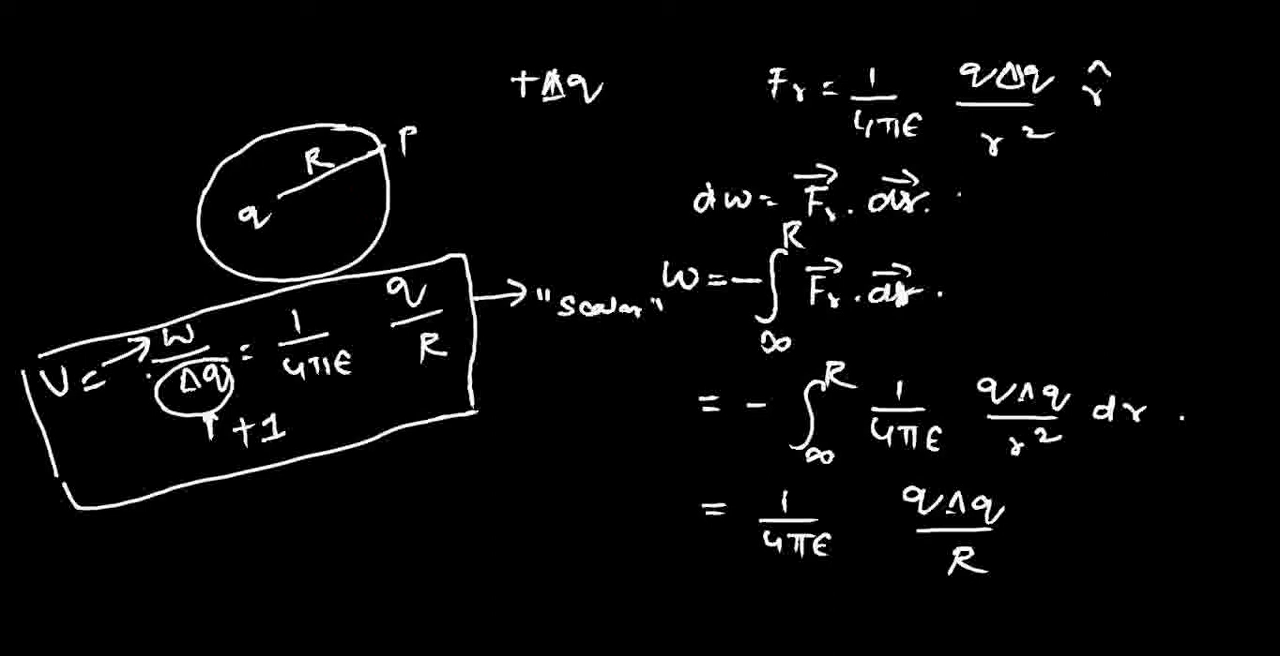 +Δq
F_r = 1/4πε qΔq/r² r̂
R P
q
dw = F⃗_r . dr⃗ .
W = -∫_∞^R F⃗_r . dr⃗ .
V = W/Δq = 1/4πε q/R → "Scalar"
+1
= - ∫_∞^R 1/4πε qΔq/r² dr .
= 1/4πε qΔq/R